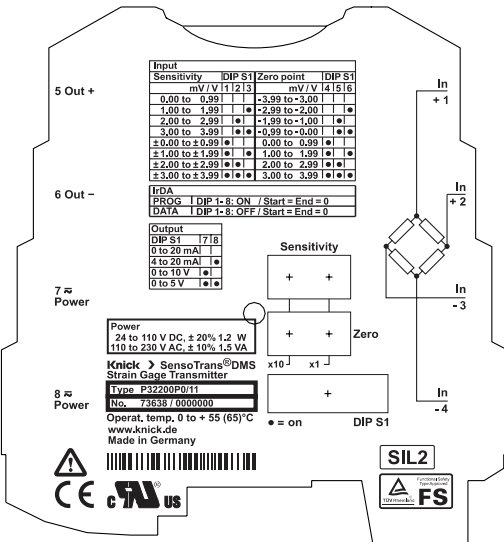 5 Out +
6 Out –
7 ≂
Power
8 ≂
Power
Input
Sensitivity DIP S1 Zero point DIP S1
mV / V 1 2 3 mV / V 4 5 6
0.00 to 0.99 -3.99 to -3.00
1.00 to 1.99 • -2.99 to -2.00 •
2.00 to 2.99 • -1.99 to -1.00 •
3.00 to 3.99 • • -0.99 to -0.00 • •
±0.00 to ±0.99 • 0.00 to 0.99 •
±1.00 to ±1.99 • • 1.00 to 1.99 • •
±2.00 to ±2.99 • • 2.00 to 2.99 • •
±3.00 to ±3.99 • • • 3.00 to 3.99 • • •
IrDA
PROG DIP 1- 8: ON / Start = End = 0
DATA DIP 1- 8: OFF / Start = End = 0
Output
DIP S1 7 8
0 to 20 mA
4 to 20 mA •
0 to 10 V •
0 to 5 V • •
Sensitivity
+ +
+ +
Zero
x10 x1
+
• = on DIP S1
Power
24 to 110 V DC, ± 20% 1.2 W
110 to 230 V AC, ± 10% 1.5 VA
Knick > SensoTrans®DMS
Strain Gage Transmitter
Type P32200P0/11
No. 73638 / 0000000
Operat. temp. 0 to + 55 (65)°C
www.knick.de
Made in Germany
In
+ 1
In
+ 2
In
- 3
In
- 4
CE c RU ® US
SIL2
Functional Safety
Type Approved
TÜV Rheinland
FS